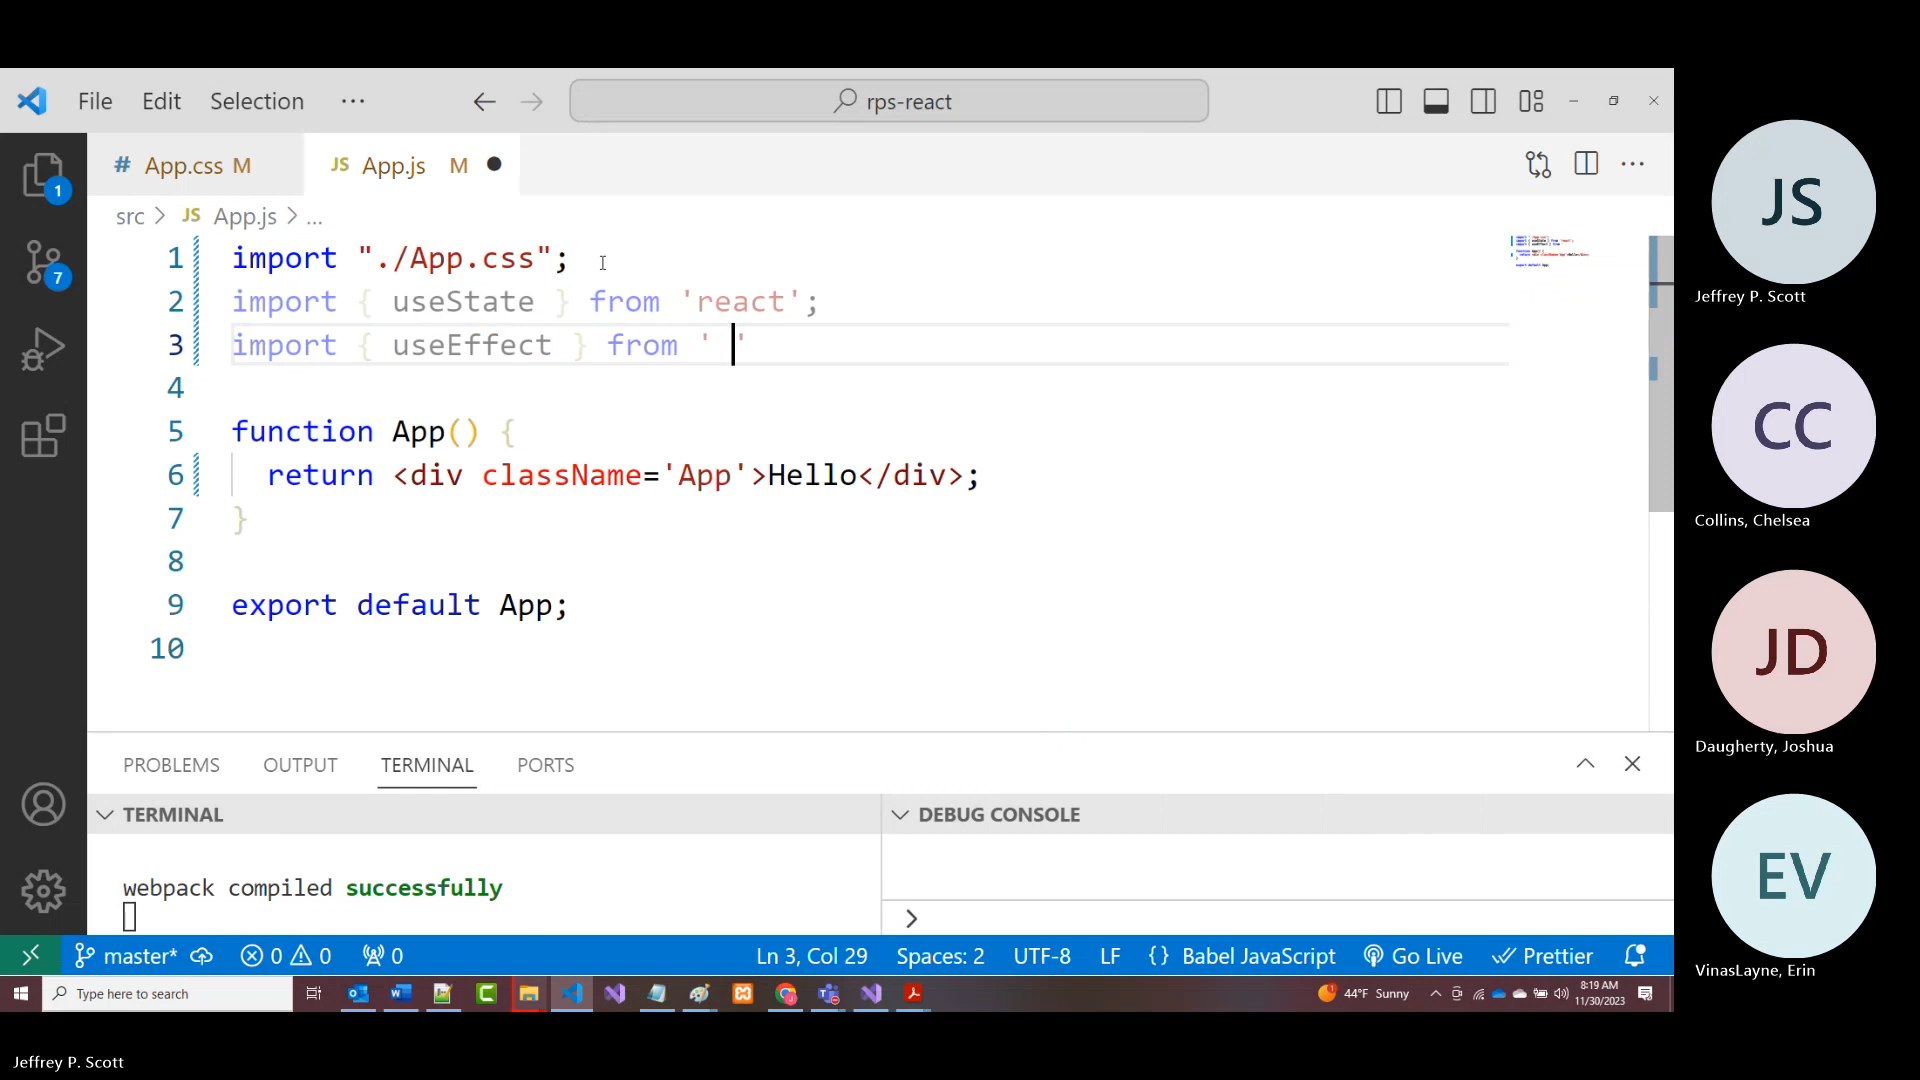 File Edit Selection ··· rps-react
# App.css M JS App.js M
src > JS App.js > ...
1 import "./App.css";
2 import { useState } from 'react';
3 import { useEffect } from ' '
4
5 function App() {
6 return <div className='App'>Hello</div>;
7 }
8
9 export default App;
10
PROBLEMS OUTPUT TERMINAL PORTS
TERMINAL
DEBUG CONSOLE
webpack compiled successfully
>
master* 0 0 0 Ln 3, Col 29 Spaces: 2 UTF-8 LF {} Babel JavaScript Go Live Prettier
Type here to search
44°F Sunny
8:19 AM
11/30/2023
1
7
JS
Jeffrey P. Scott
CC
Collins, Chelsea
JD
Daugherty, Joshua
EV
VinasLayne, Erin
Jeffrey P. Scott